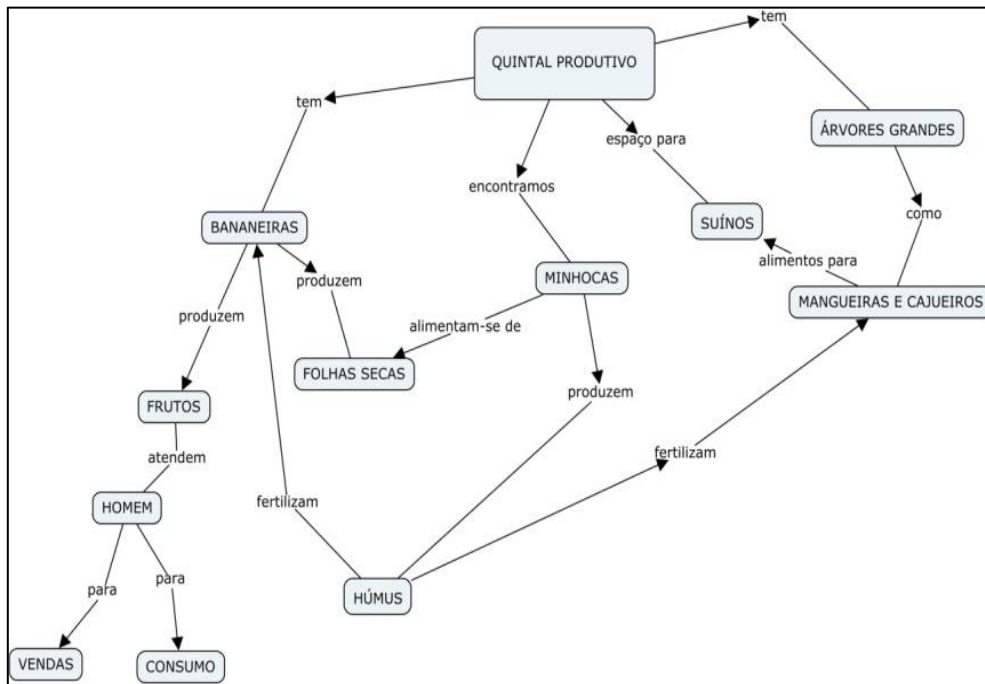 tem
QUINTAL PRODUTIVO
tem
ÁRVORES GRANDES
espaço para
encontramos
BANANEIRAS
SUÍNOS
como
alimentos para
produzem
MINHOCAS
MANGUEIRAS E CAJUEIROS
produzem
alimentam-se de
FOLHAS SECAS
produzem
FRUTOS
atendem
fertilizam
HOMEM
fertilizam
para
para
HÚMUS
VENDAS
CONSUMO